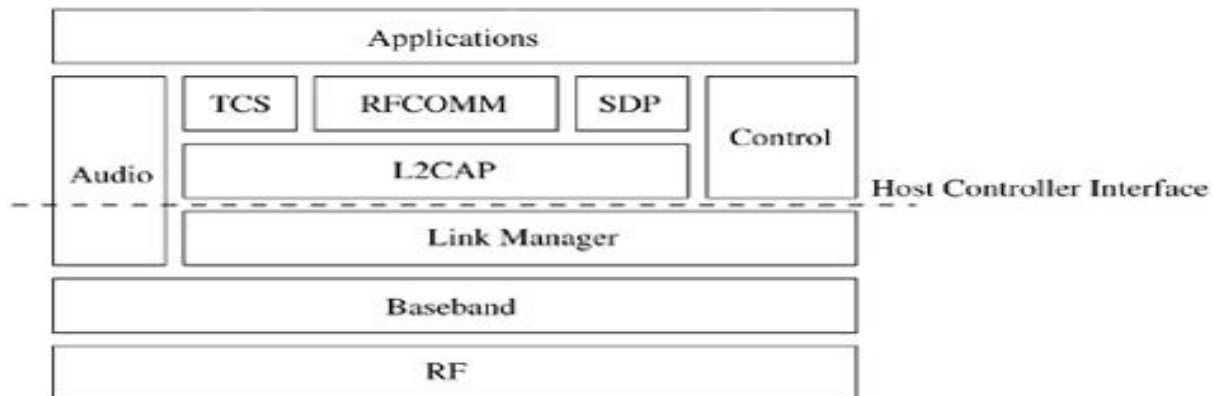 Applications
TCS RFCOMM SDP
Control
L2CAP
Audio
Host Controller Interface
Link Manager
Baseband
RF